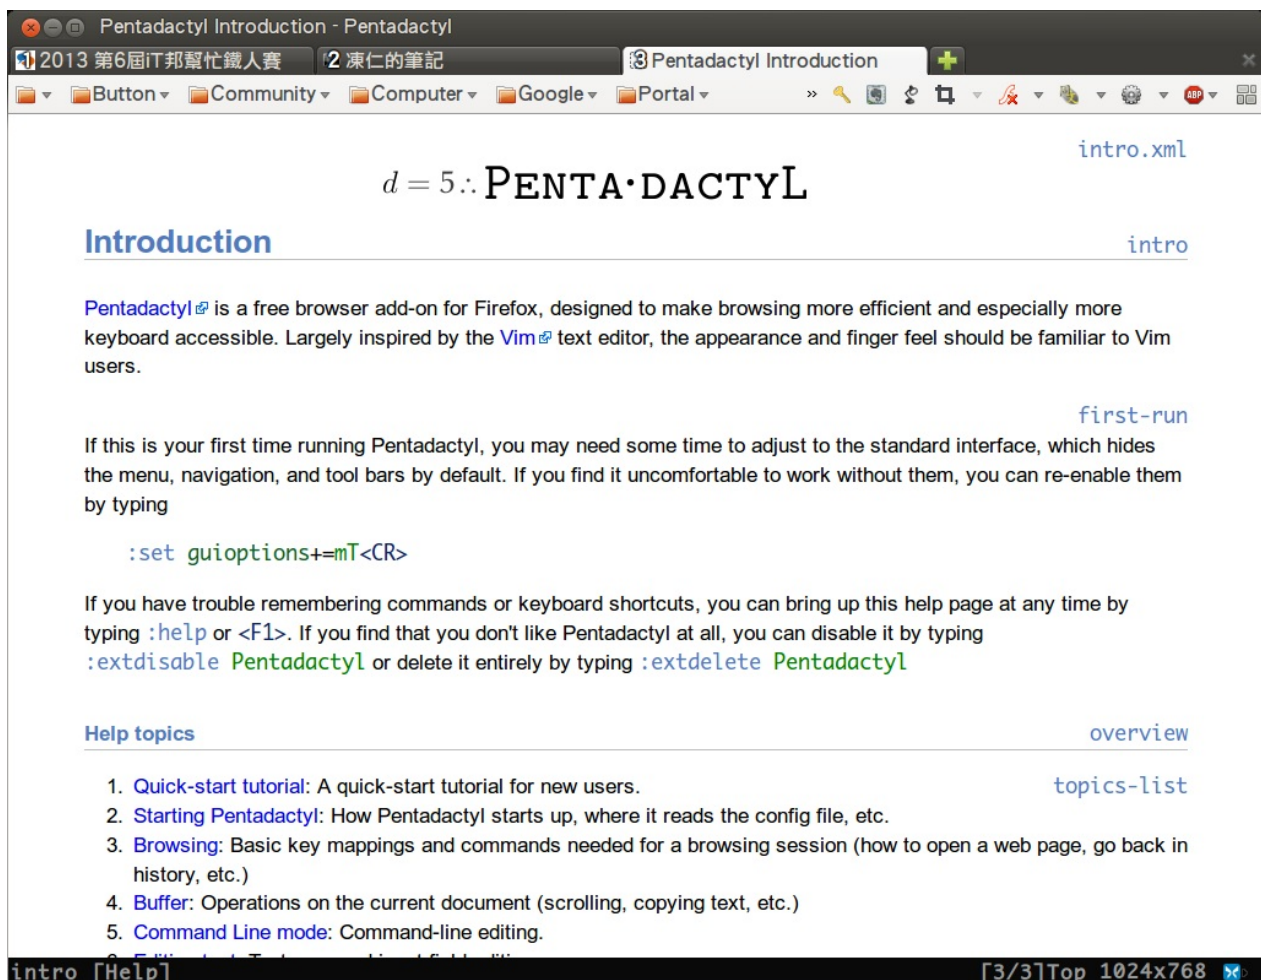 Pentadactyl Introduction - Pentadactyl
1 2013 第6屆iT邦幫忙鐵人賽 2 凍仁的筆記 3 Pentadactyl Introduction
Button Community Computer Google Portal » ABP
intro.xml
d = 5∴ PENTA·DACTYL
Introduction intro
Pentadactyl is a free browser add-on for Firefox, designed to make browsing more efficient and especially more
keyboard accessible. Largely inspired by the Vim text editor, the appearance and finger feel should be familiar to Vim
users.
first-run
If this is your first time running Pentadactyl, you may need some time to adjust to the standard interface, which hides
the menu, navigation, and tool bars by default. If you find it uncomfortable to work without them, you can re-enable them
by typing
:set guioptions+=mT<CR>
If you have trouble remembering commands or keyboard shortcuts, you can bring up this help page at any time by
typing :help or <F1>. If you find that you don't like Pentadactyl at all, you can disable it by typing
:extdisable Pentadactyl or delete it entirely by typing :extdelete Pentadactyl
Help topics overview
1. Quick-start tutorial: A quick-start tutorial for new users. topics-list
2. Starting Pentadactyl: How Pentadactyl starts up, where it reads the config file, etc.
3. Browsing: Basic key mappings and commands needed for a browsing session (how to open a web page, go back in
history, etc.)
4. Buffer: Operations on the current document (scrolling, copying text, etc.)
5. Command Line mode: Command-line editing.
intro [Help] [3/3]Top 1024x768